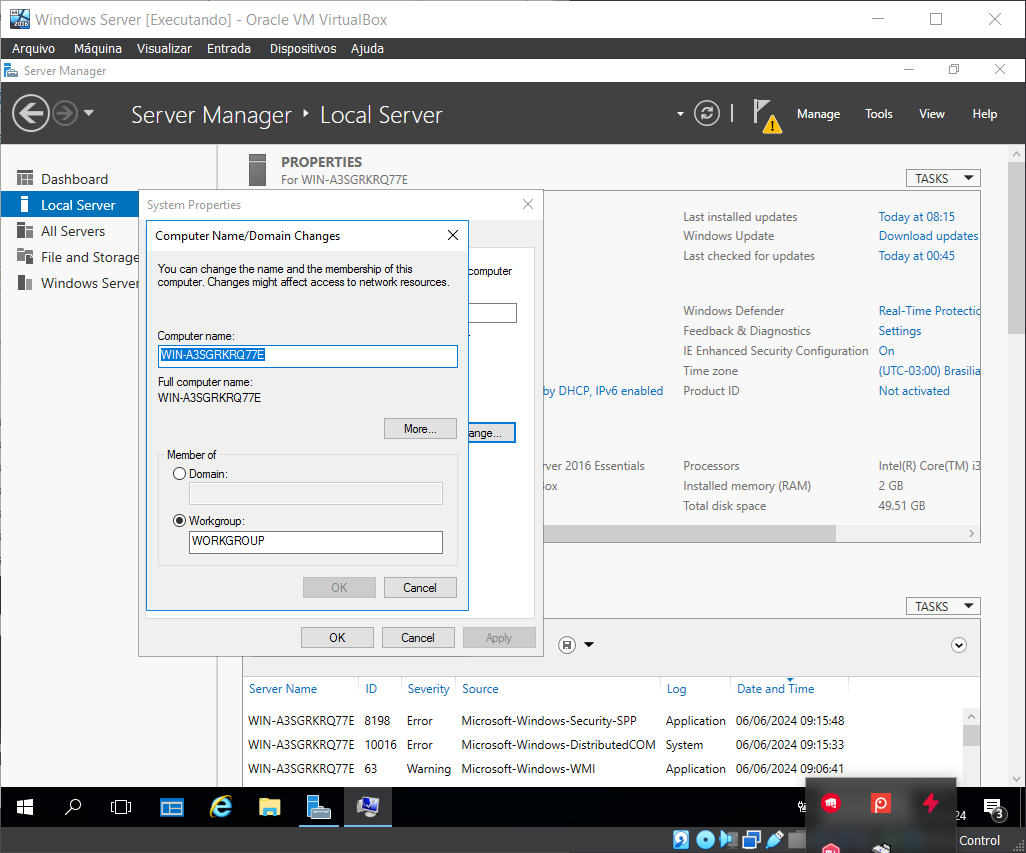 Windows Server [Executando] - Oracle VM VirtualBox
Arquivo Máquina Visualizar Entrada Dispositivos Ajuda
Server Manager
Server Manager Local Server
Manage Tools View Help
Dashboard
Local Server
All Servers
File and Storage
Windows Server
PROPERTIES
For WIN-A3SGRKRQ77E
TASKS
System Properties
Computer Name/Domain Changes
You can change the name and the membership of this
computer. Changes might affect access to network resources.
Computer name:
WIN-A3SGRKRQ77E
Full computer name:
WIN-A3SGRKRQ77E
More...
Member of
Domain:
Workgroup:
WORKGROUP
OK Cancel
computer
ange...
OK Cancel Apply
Last installed updates Today at 08:15
Windows Update Download updates
Last checked for updates Today at 00:45
Windows Defender Real-Time Protectic
Feedback & Diagnostics Settings
IE Enhanced Security Configuration On
Time zone (UTC-03:00) Brasilia
by DHCP, IPv6 enabled Product ID Not activated
ver 2016 Essentials Processors Intel(R) Core(TM) i3
Box Installed memory (RAM) 2 GB
Total disk space 49.51 GB
TASKS
Server Name ID Severity Source Log Date and Time
WIN-A3SGRKRQ77E 8198 Error Microsoft-Windows-Security-SPP Application 06/06/2024 09:15:48
WIN-A3SGRKRQ77E 10016 Error Microsoft-Windows-DistributedCOM System 06/06/2024 09:15:33
WIN-A3SGRKRQ77E 63 Warning Microsoft-Windows-WMI Application 06/06/2024 09:06:41
24
3
Control